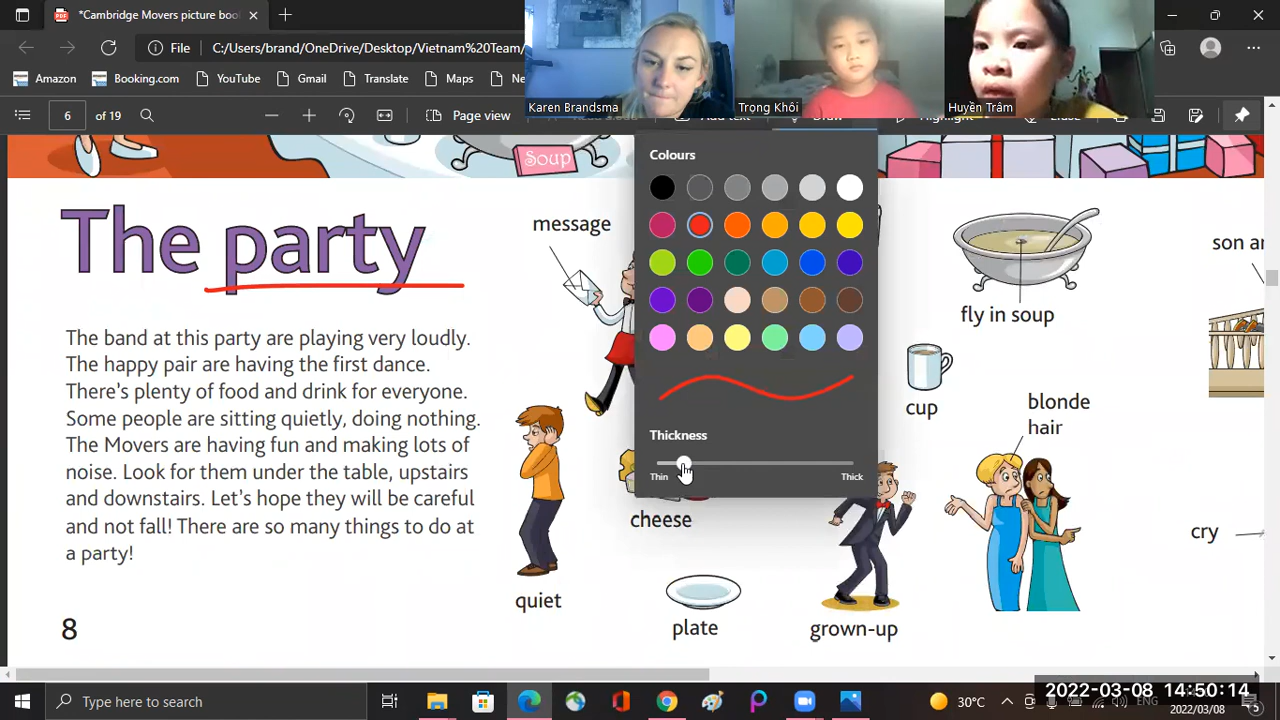 *Cambridge Movers picture boo
File
C:/Users/brand/OneDrive/Desktop/Vietnam%20Team/
Amazon
Booking.com
YouTube
Gmail
Translate
Maps
Karen Brandsma
Trọng Khôi
Huyền Trâm
6 of 19
Page view
Colours
Thickness
Thin
Thick
Soup
The party
The band at this party are playing very loudly.
The happy pair are having the first dance.
There's plenty of food and drink for everyone.
Some people are sitting quietly, doing nothing.
The Movers are having fun and making lots of
noise. Look for them under the table, upstairs
and downstairs. Let's hope they will be careful
and not fall! There are so many things to do at
a party!
8
message
quiet
cheese
plate
grown-up
cup
fly in soup
blonde
hair
son
cry
Type here to search
30°C
ENG
2022-03-08 14:50:14
2022/03/08
5